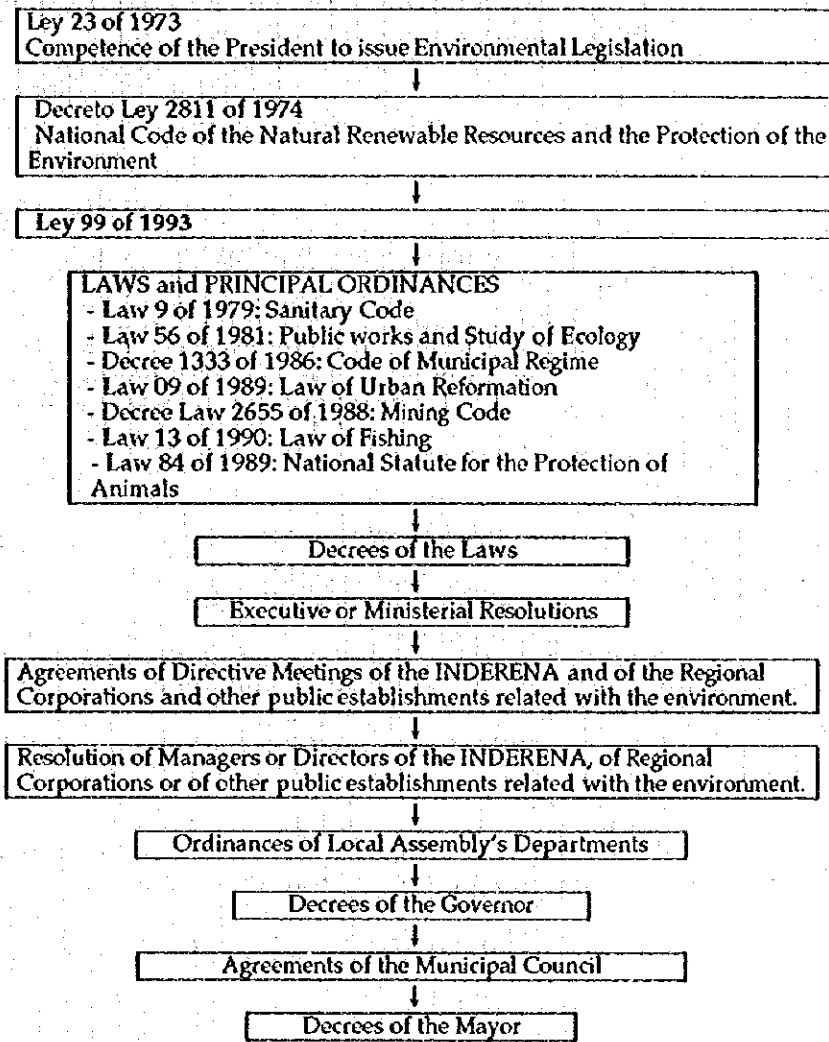 Ley 23 of 1973
Competence of the President to issue Environmental Legislation
Decreto Ley 2811 of 1974
National Code of the Natural Renewable Resources and the Protection of the
Environment
Ley 99 of 1993
LAWS and PRINCIPAL ORDINANCES
- Law 9 of 1979: Sanitary Code
- Law 56 of 1981: Public works and Study of Ecology
- Decree 1333 of 1986: Code of Municipal Regime
- Law 09 of 1989: Law of Urban Reformation
- Decree Law 2655 of 1988: Mining Code
- Law 13 of 1990: Law of Fishing
- Law 84 of 1989: National Statute for the Protection of
Animals
Decrees of the Laws
Executive or Ministerial Resolutions
Agreements of Directive Meetings of the INDERENA and of the Regional
Corporations and other public establishments related with the environment.
Resolution of Managers or Directors of the INDERENA, of Regional
Corporations or of other public establishments related with the environment.
Ordinances of Local Assembly's Departments
Decrees of the Governor
Agreements of the Municipal Council
Decrees of the Mayor